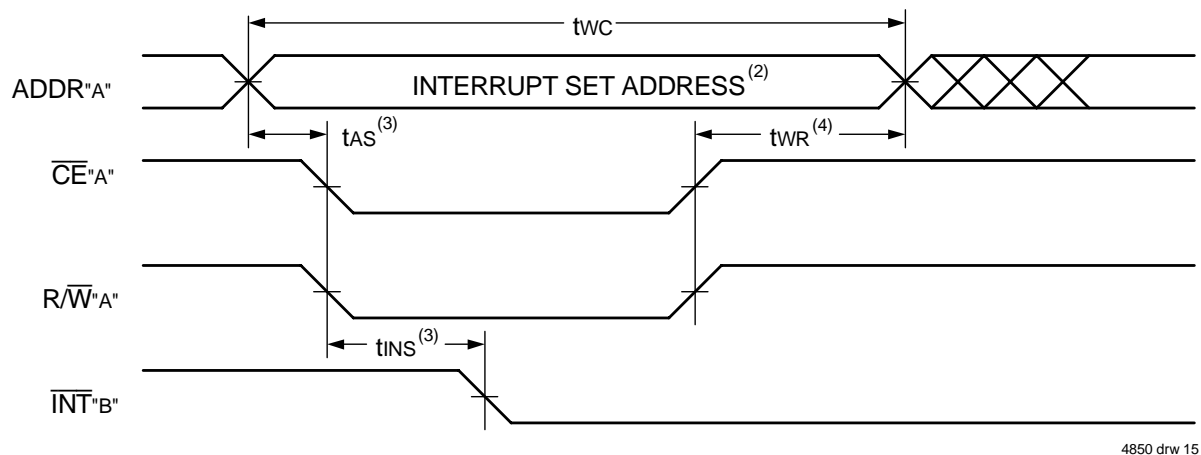 tWC
ADDR"A"
INTERRUPT SET ADDRESS(2)
tAS(3)
tWR(4)
CE"A"
R/W"A"
tINS(3)
INT"B"
4850 drw 15